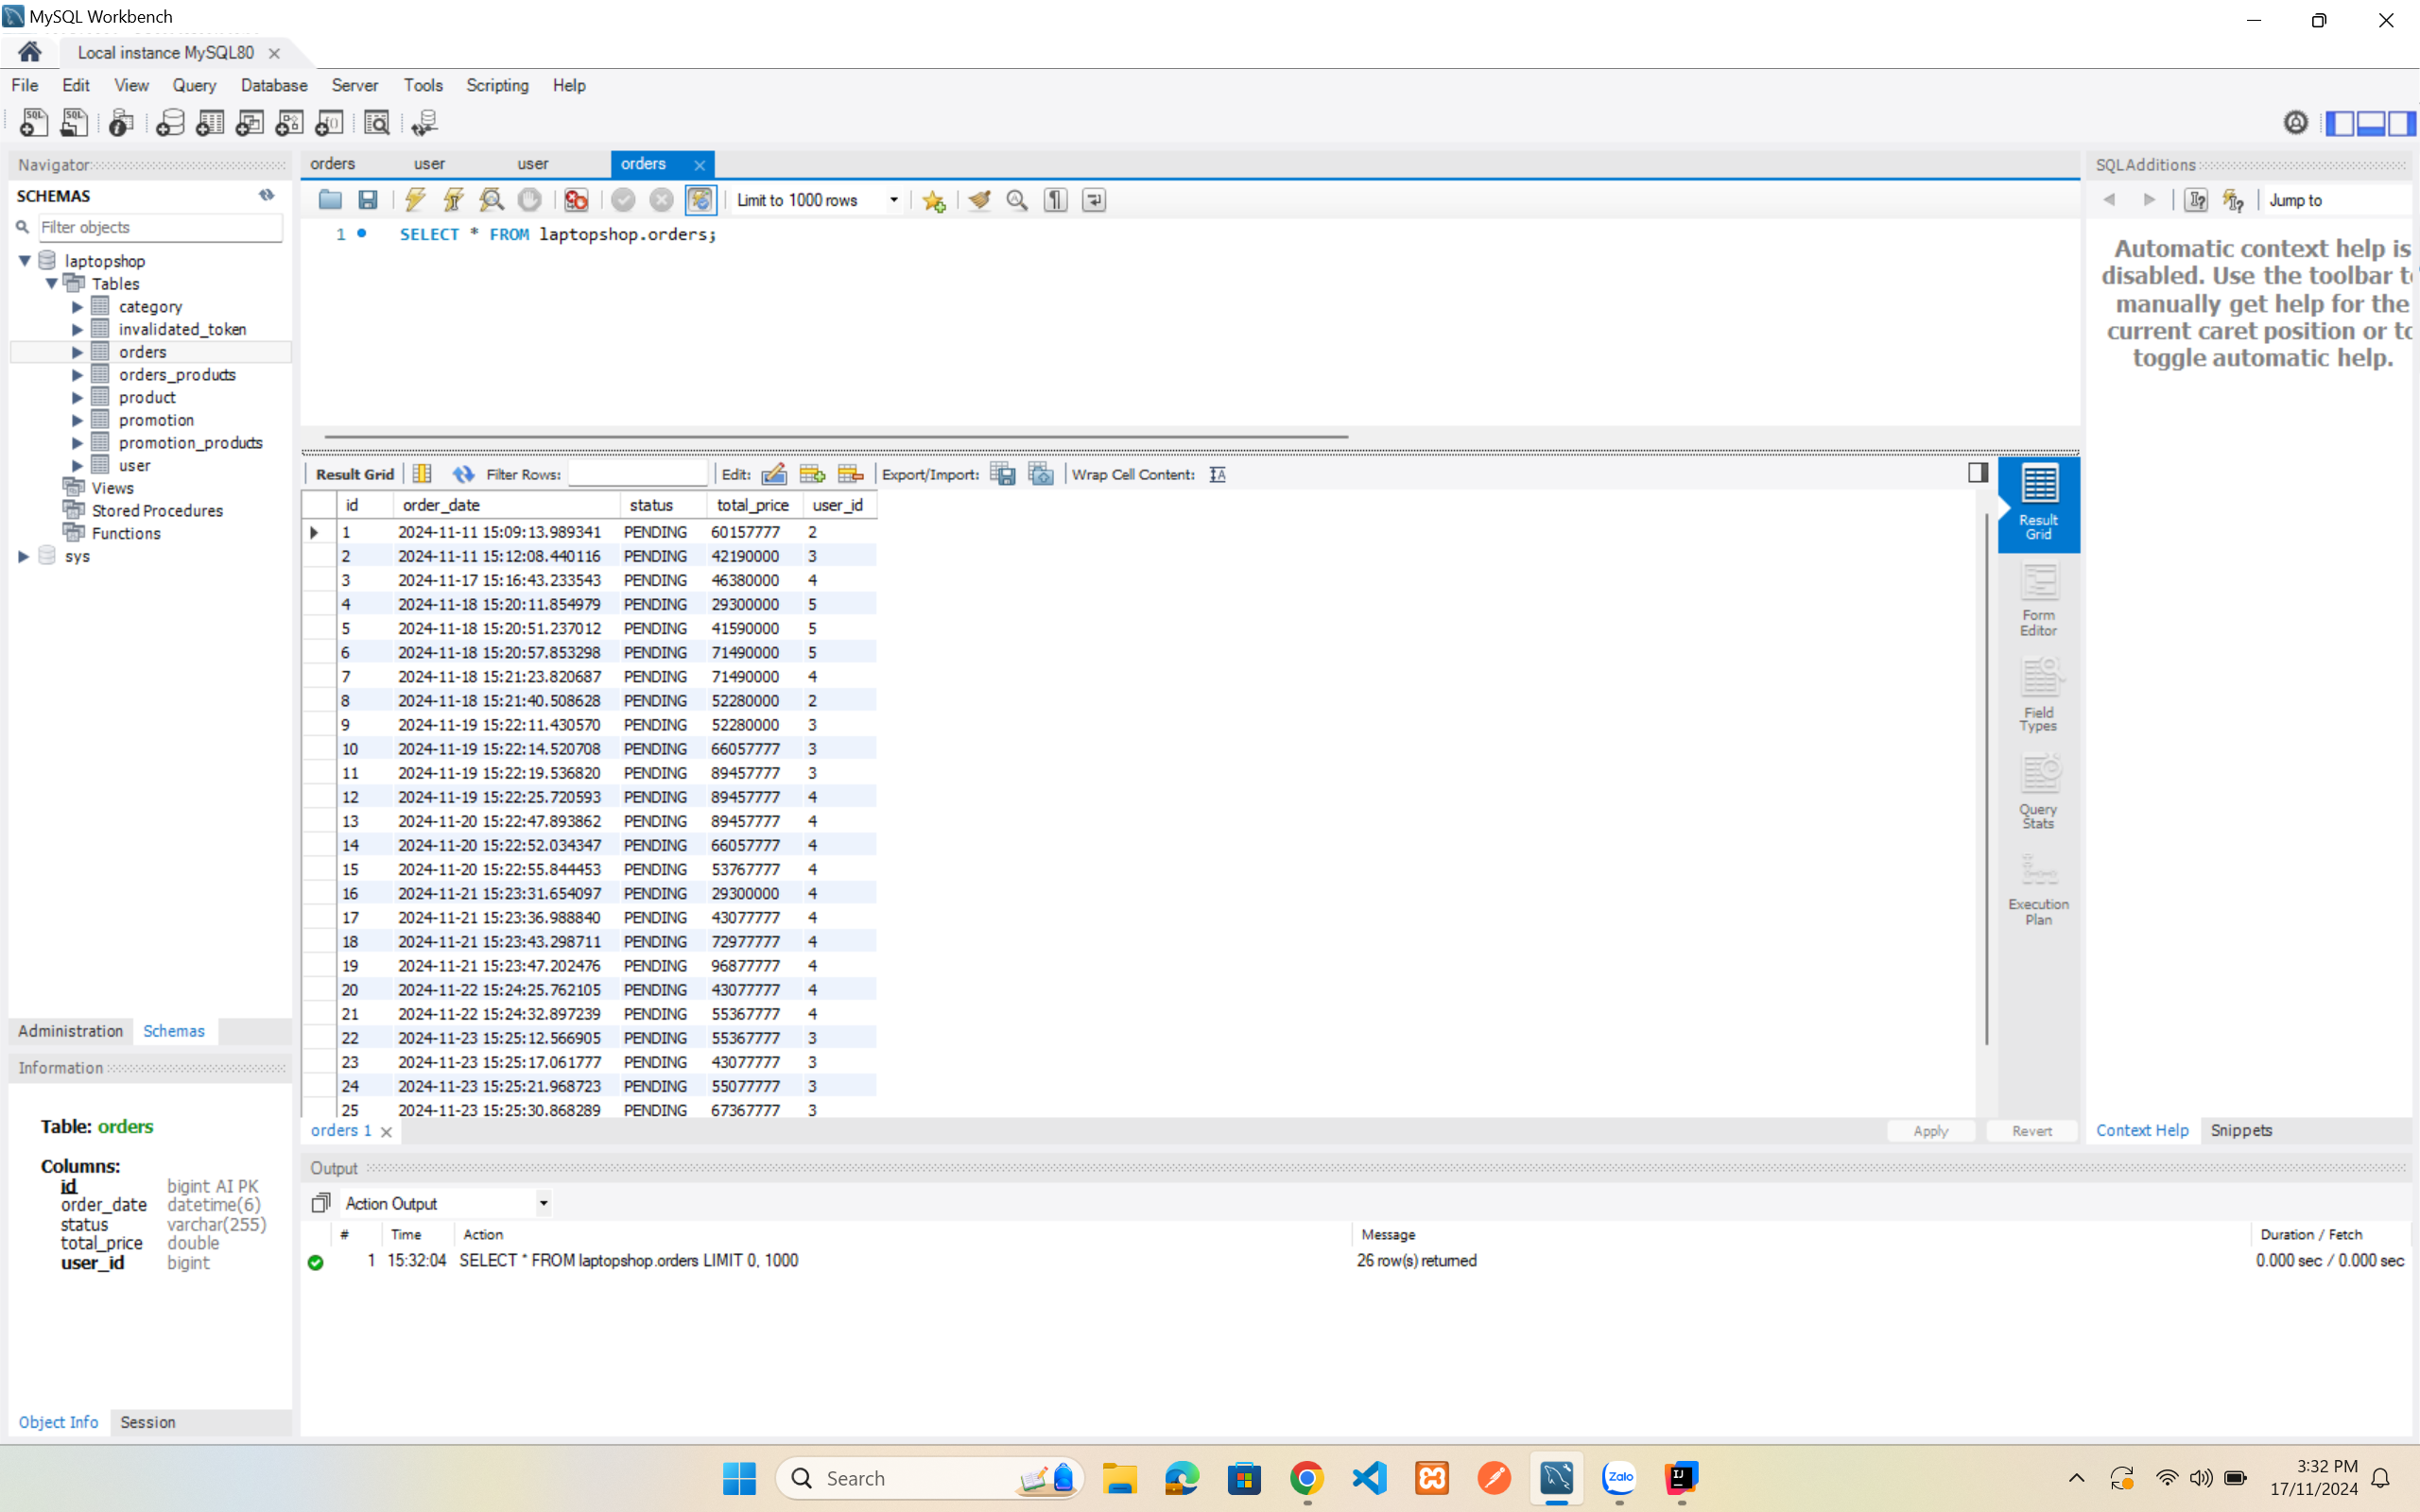 MySQL Workbench
Local instance MySQL80
File Edit View Query Database Server Tools Scripting Help
Navigator
SCHEMAS
Filter objects
laptopshop
Tables
category
invalidated_token
orders
orders_products
product
promotion
promotion_products
user
Views
Stored Procedures
Functions
sys
Administration Schemas
Information
Table: orders
Columns:
id bigint AI PK
order_date datetime(6)
status varchar(255)
total_price double
user_id bigint
Object Info Session
orders user user orders
Limit to 1000 rows
1 SELECT * FROM laptopshop.orders;
Result Grid Filter Rows: Edit: Export/Import: Wrap Cell Content:
id order_date status total_price user_id
1 2024-11-11 15:09:13.989341 PENDING 60157777 2
2 2024-11-11 15:12:08.440116 PENDING 42190000 3
3 2024-11-17 15:16:43.233543 PENDING 46380000 4
4 2024-11-18 15:20:11.854979 PENDING 29300000 5
5 2024-11-18 15:20:51.237012 PENDING 41590000 5
6 2024-11-18 15:20:57.853298 PENDING 71490000 5
7 2024-11-18 15:21:23.820687 PENDING 71490000 4
8 2024-11-18 15:21:40.508628 PENDING 52280000 2
9 2024-11-19 15:22:11.430570 PENDING 52280000 3
10 2024-11-19 15:22:14.520708 PENDING 66057777 3
11 2024-11-19 15:22:19.536820 PENDING 89457777 3
12 2024-11-19 15:22:25.720593 PENDING 89457777 4
13 2024-11-20 15:22:47.893862 PENDING 89457777 4
14 2024-11-20 15:22:52.034347 PENDING 66057777 4
15 2024-11-20 15:22:55.844453 PENDING 53767777 4
16 2024-11-21 15:23:31.654097 PENDING 29300000 4
17 2024-11-21 15:23:36.988840 PENDING 43077777 4
18 2024-11-21 15:23:43.298711 PENDING 72977777 4
19 2024-11-21 15:23:47.202476 PENDING 96877777 4
20 2024-11-22 15:24:25.762105 PENDING 43077777 4
21 2024-11-22 15:24:32.897239 PENDING 55367777 4
22 2024-11-23 15:25:12.566905 PENDING 55367777 3
23 2024-11-23 15:25:17.061777 PENDING 43077777 3
24 2024-11-23 15:25:21.968723 PENDING 55077777 3
25 2024-11-23 15:25:30.868289 PENDING 67367777 3
Result
Grid
Form
Editor
Field
Types
Query
Stats
Execution
Plan
orders 1
Apply Revert
SQLAdditions
Jump to
Automatic context help is
disabled. Use the toolbar to
manually get help for the
current caret position or to
toggle automatic help.
Context Help Snippets
Output
Action Output
# Time Action Message Duration / Fetch
1 15:32:04 SELECT * FROM laptopshop.orders LIMIT 0, 1000 26 row(s) returned 0.000 sec / 0.000 sec
Search
Zalo
3:32 PM
17/11/2024